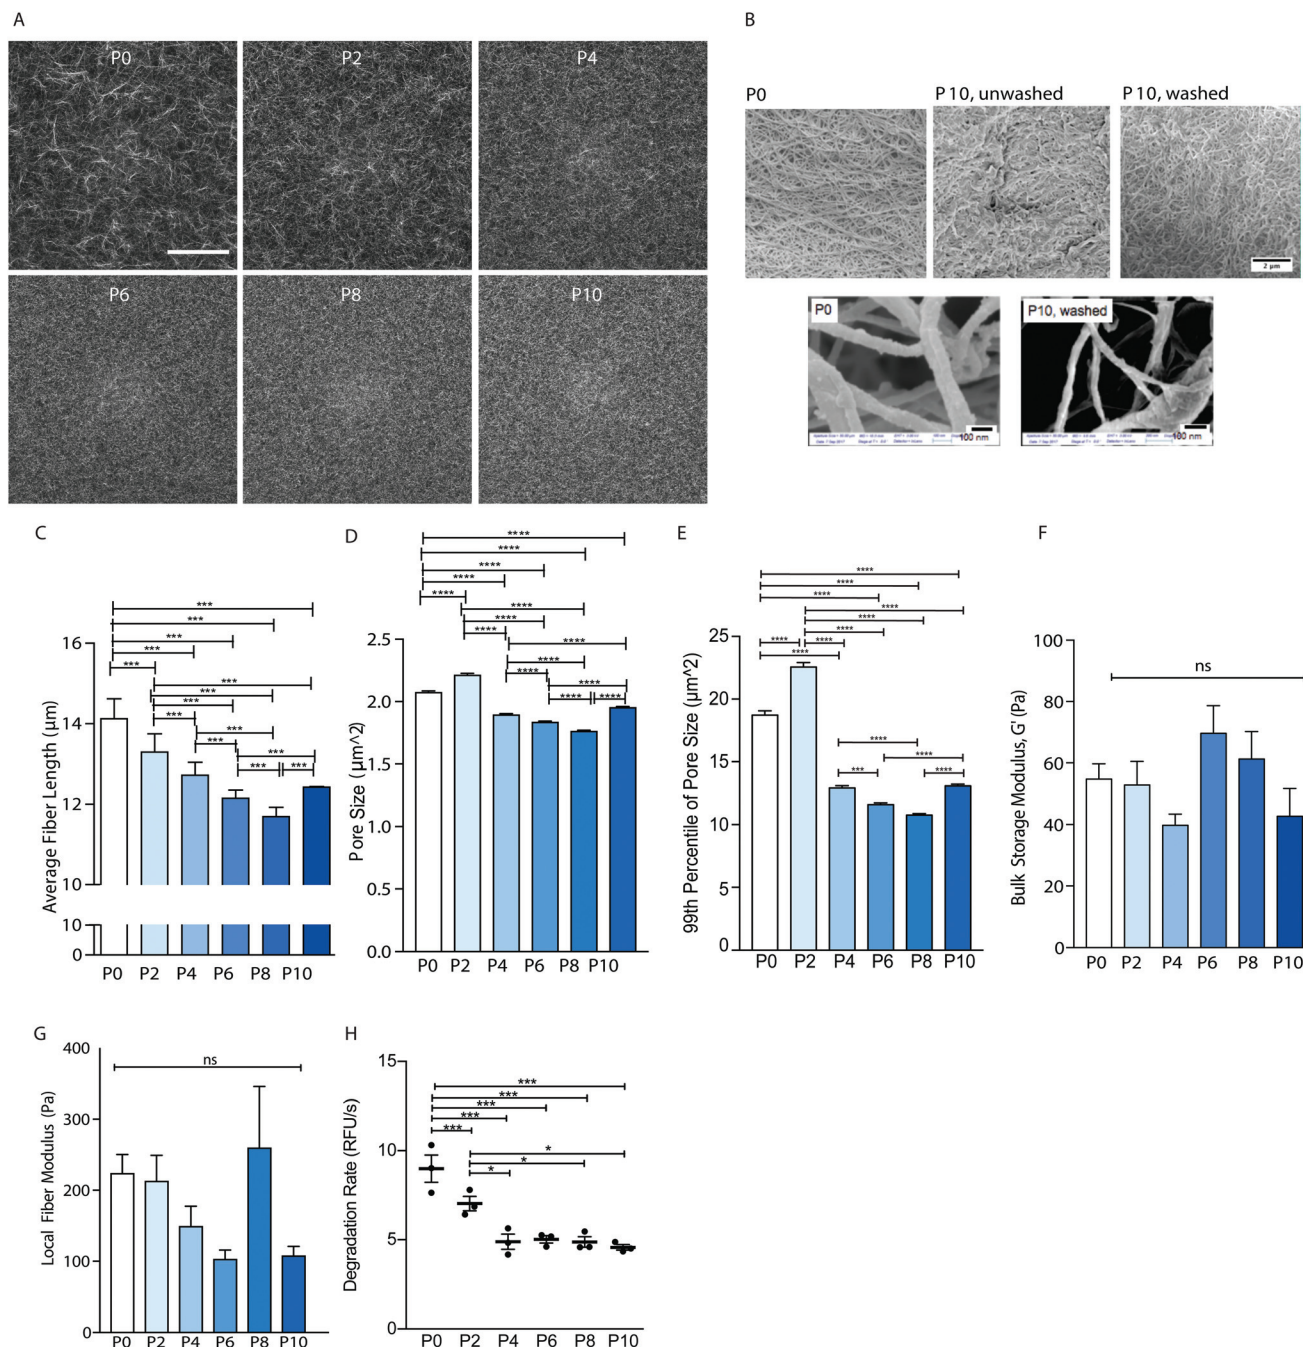 A
P0
P2
P4
P6
P8
P10
B
P0
P 10, unwashed
P 10, washed
2 µm
P0
100 nm
P10, washed
100 nm
C
***
***
***
***
***
***
***
***
***
***
***
***
***
***
Average Fiber Length (µm)
16
14
12
10
10
0
P0 P2 P4 P6 P8 P10
D
****
****
****
****
****
****
****
****
****
****
****
****
****
****
Pore Size (µm^2)
2.5
2.0
1.5
1.0
0.5
0.0
P0 P2 P4 P6 P8 P10
E
****
****
****
****
****
****
****
****
****
****
****
***
****
99th Percentile of Pore Size (µm^2)
25
20
15
10
5
0
P0 P2 P4 P6 P8 P10
F
ns
Bulk Storage Modulus, G' (Pa)
100
80
60
40
20
0
P0 P2 P4 P6 P8 P10
G
ns
Local Fiber Modulus (Pa)
400
300
200
100
0
P0 P2 P4 P6 P8 P10
H
***
***
***
***
***
*
*
*
Degradation Rate (RFU/s)
15
10
5
0
P0 P2 P4 P6 P8 P10